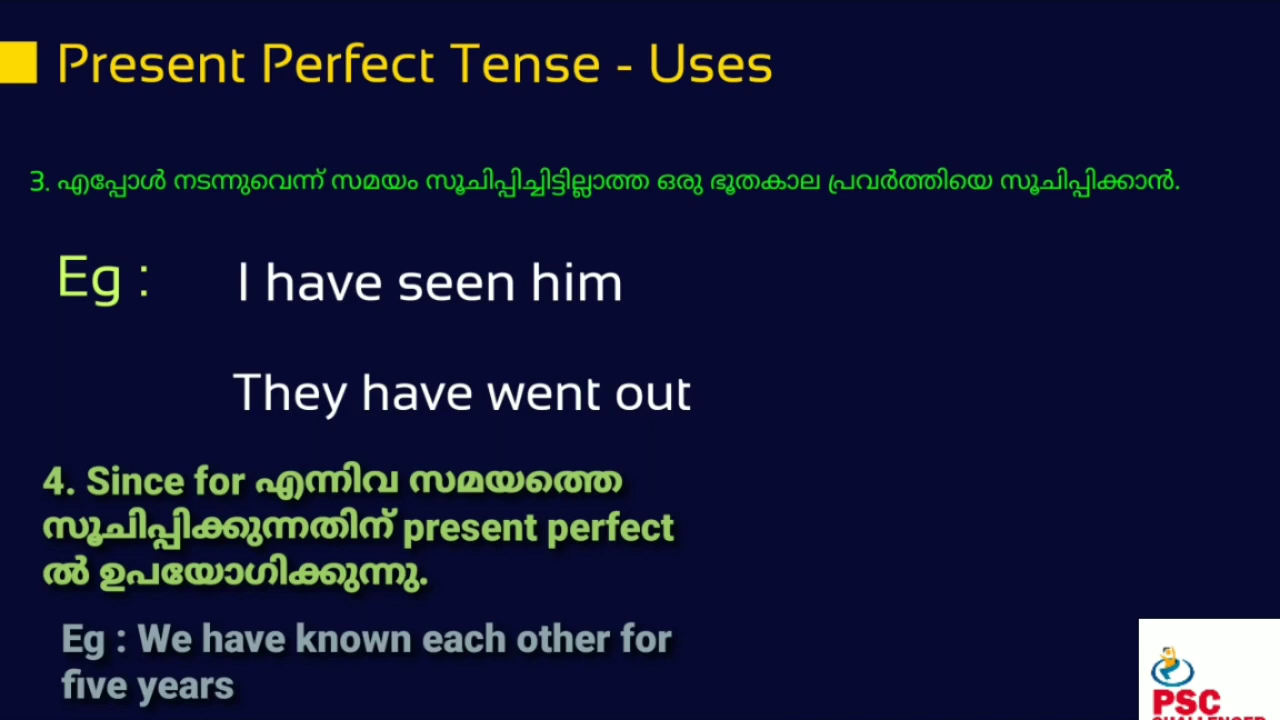 Present Perfect Tense - Uses
3. എപ്പോൾ നടന്നുവെന്ന് സമയം സൂചിപ്പിച്ചിട്ടില്ലാത്ത ഒരു ഭൂതകാല പ്രവർത്തിയെ സൂചിപ്പിക്കാൻ.
Eg : I have seen him
They have went out
4. Since for എന്നിവ സമയത്തെ
സൂചിപ്പിക്കുന്നതിന് present perfect
ൽ ഉപയോഗിക്കുന്നു.
Eg : We have known each other for
five years
PSC